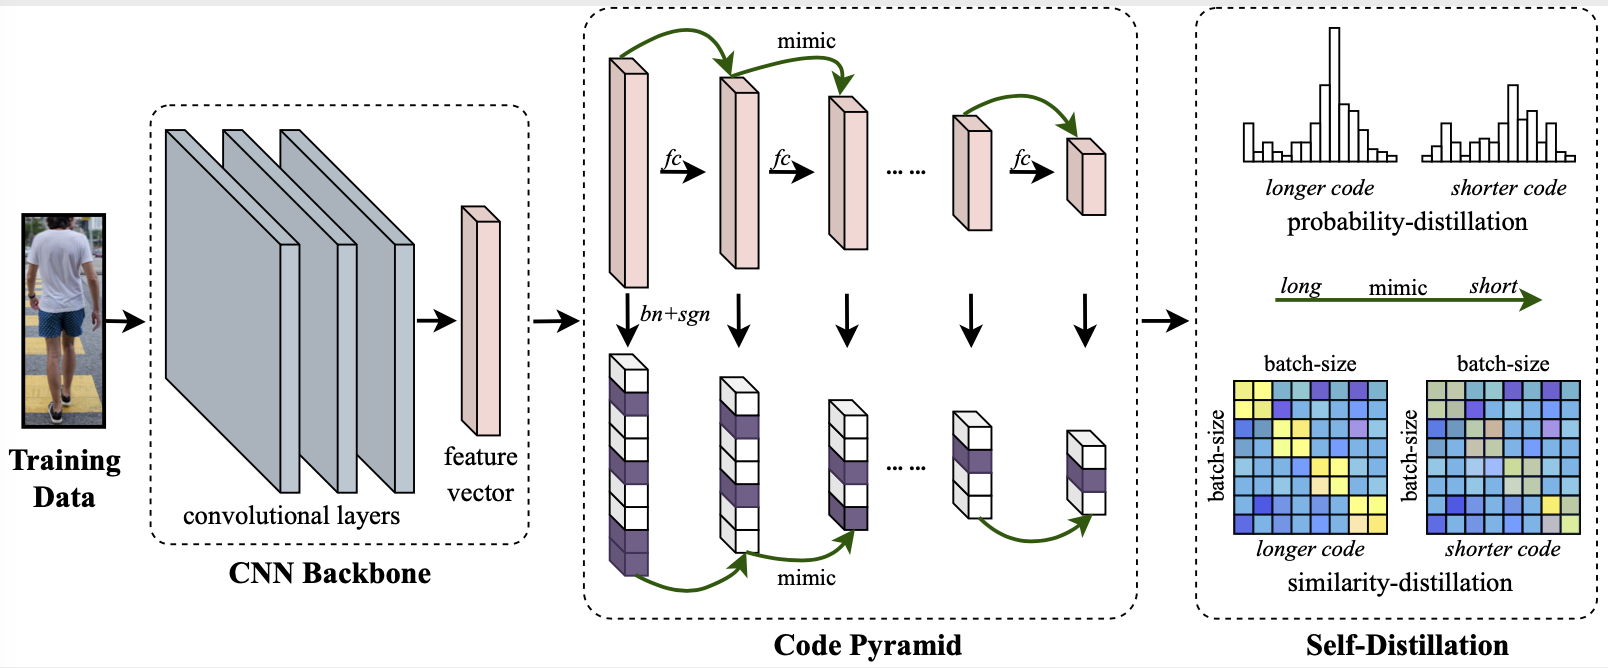 Training
Data
convolutional layers
feature
vector
CNN Backbone
mimic
fc
fc
... ...
fc
bn+sgn
... ...
mimic
Code Pyramid
longer code
shorter code
probability-distillation
long
mimic
short
batch-size
batch-size
batch-size
batch-size
longer code
shorter code
similarity-distillation
Self-Distillation